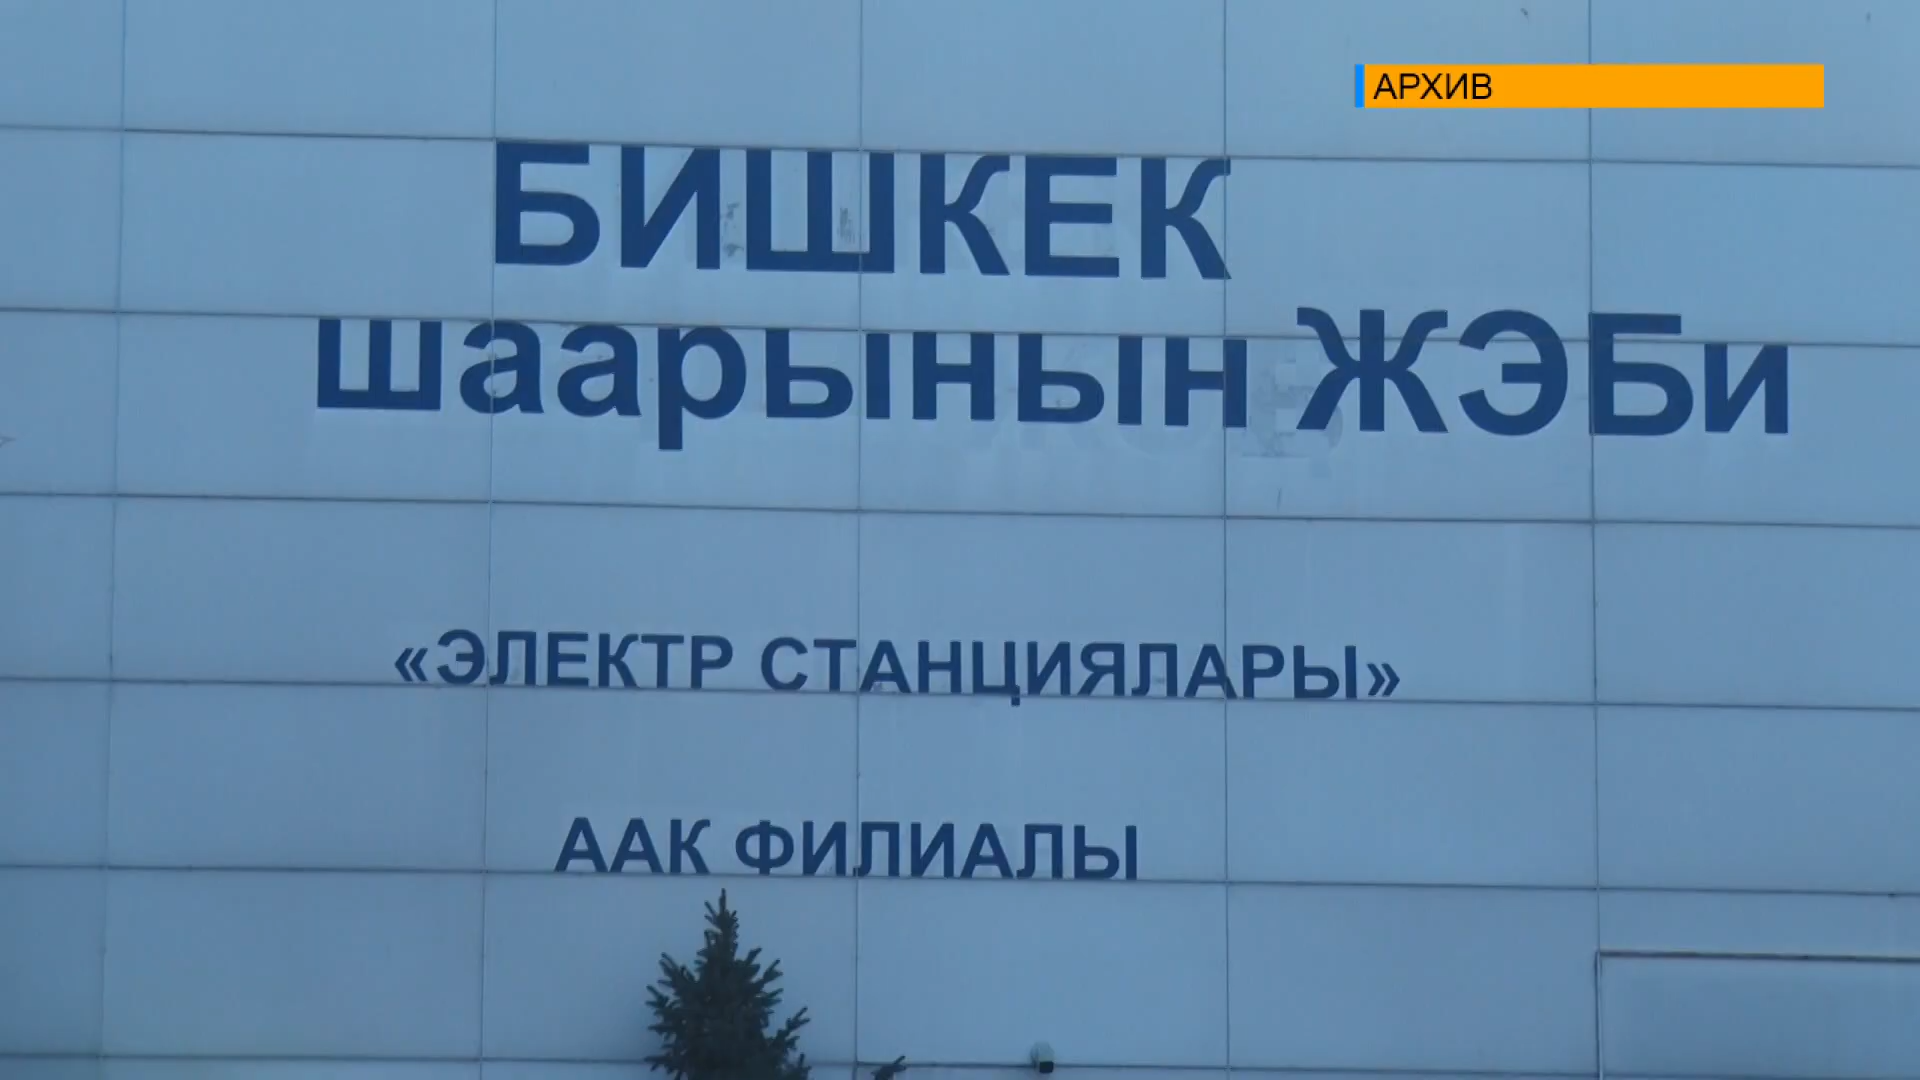 АРХИВ
БИШКЕК
шаарынын ЖЭБи
«ЭЛЕКТР СТАНЦИЯЛАРЫ»
ААК ФИЛИАЛЫ